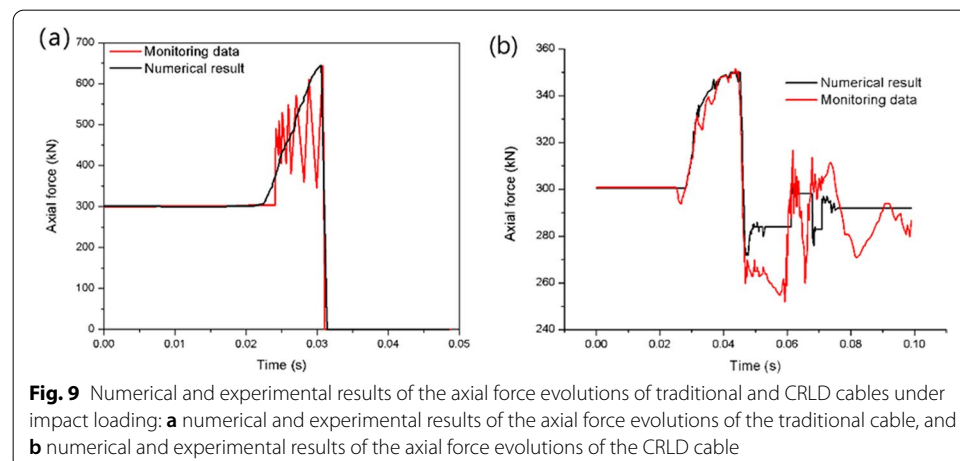 (a)
700
600
500
400
300
200
100
0
Axial force (kN)
Monitoring data
Numerical result
0.00 0.01 0.02 0.03 0.04 0.05
Time (s)
(b)
360
340
320
300
280
260
240
Axial force (kN)
Numerical result
Monitoring data
0.00 0.02 0.04 0.06 0.08 0.10
Time (s)
Fig. 9 Numerical and experimental results of the axial force evolutions of traditional and CRLD cables under
impact loading: a numerical and experimental results of the axial force evolutions of the traditional cable, and
b numerical and experimental results of the axial force evolutions of the CRLD cable